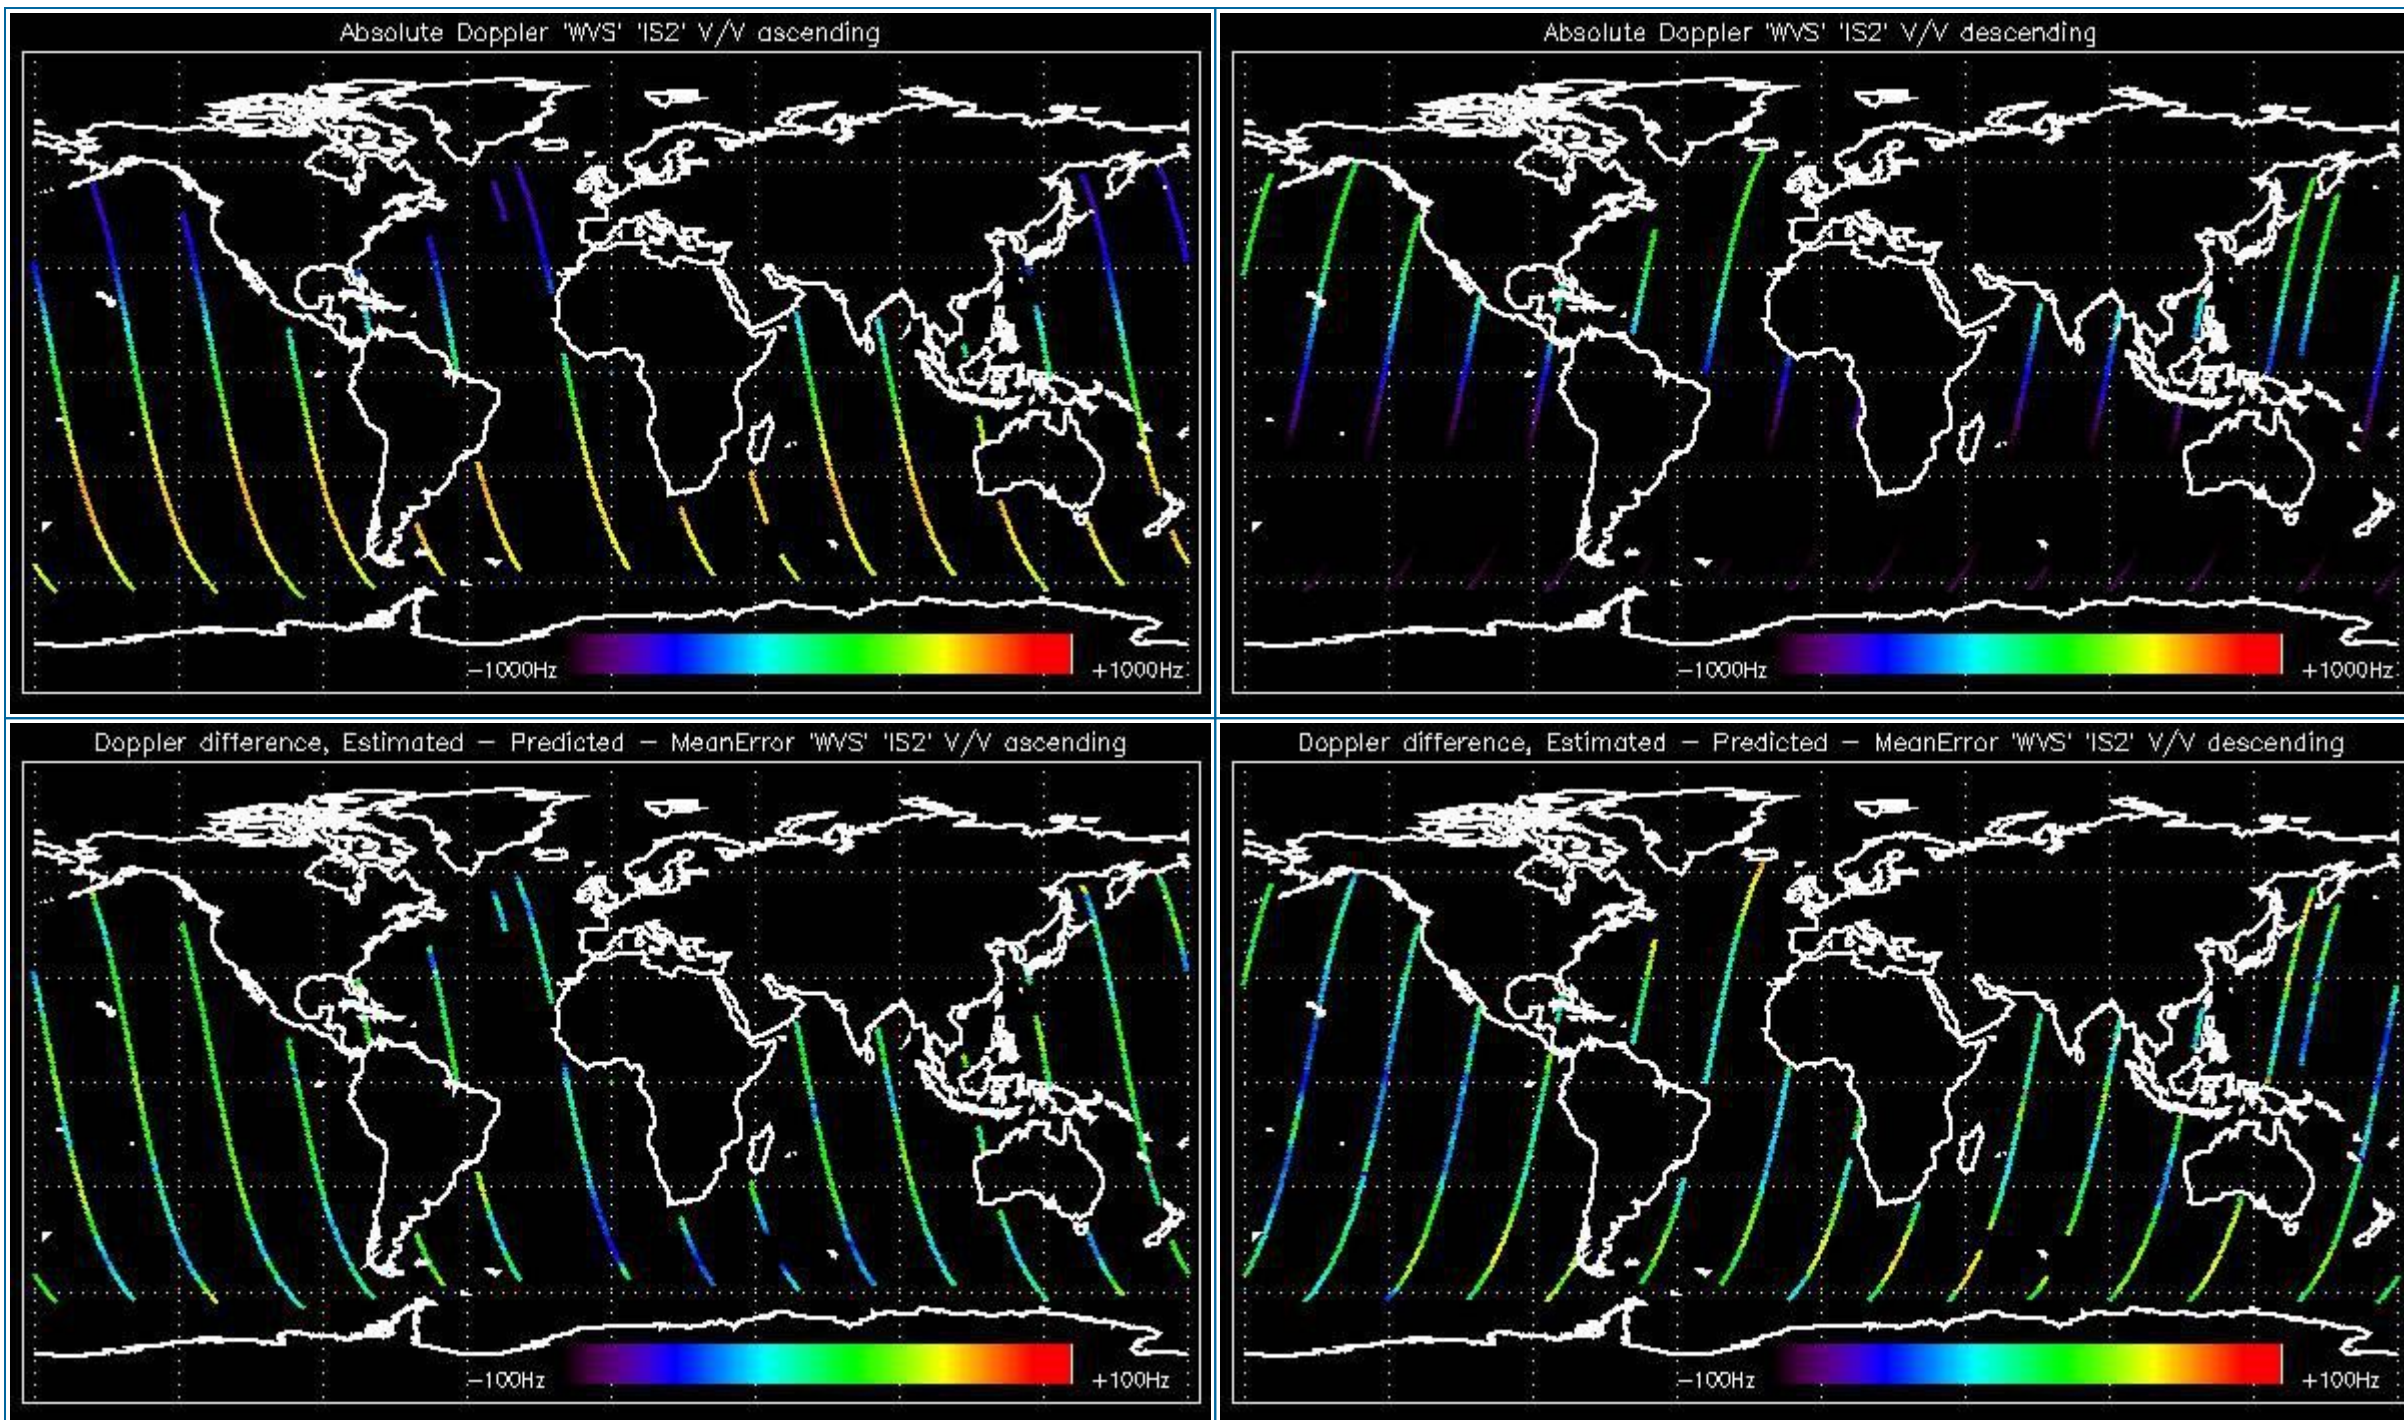 Absolute Doppler 'WVS' 'IS2' V/V ascending
-1000Hz
+1000Hz
Absolute Doppler 'WVS' 'IS2' V/V descending
-1000Hz
+1000Hz
Doppler difference, Estimated - Predicted - MeanError 'WVS' 'IS2' V/V ascending
-100Hz
+100Hz
Doppler difference, Estimated - Predicted - MeanError 'WVS' 'IS2' V/V descending
-100Hz
+100Hz